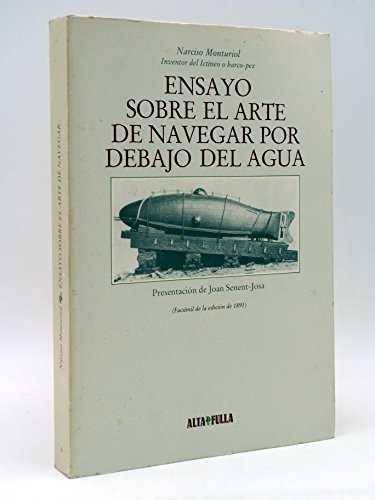 Narciso Monturiol
Inventor del Ictíneo o barco-pez
ENSAYO
SOBRE EL ARTE
DE NAVEGAR POR
DEBAJO DEL AGUA
Presentación de Joan Senent-Josa
(Facsímil de la edición de 1891)
ALTA FULLA
Narciso Monturiol
ENSAYO SOBRE EL ARTE DE NAVEGAR...